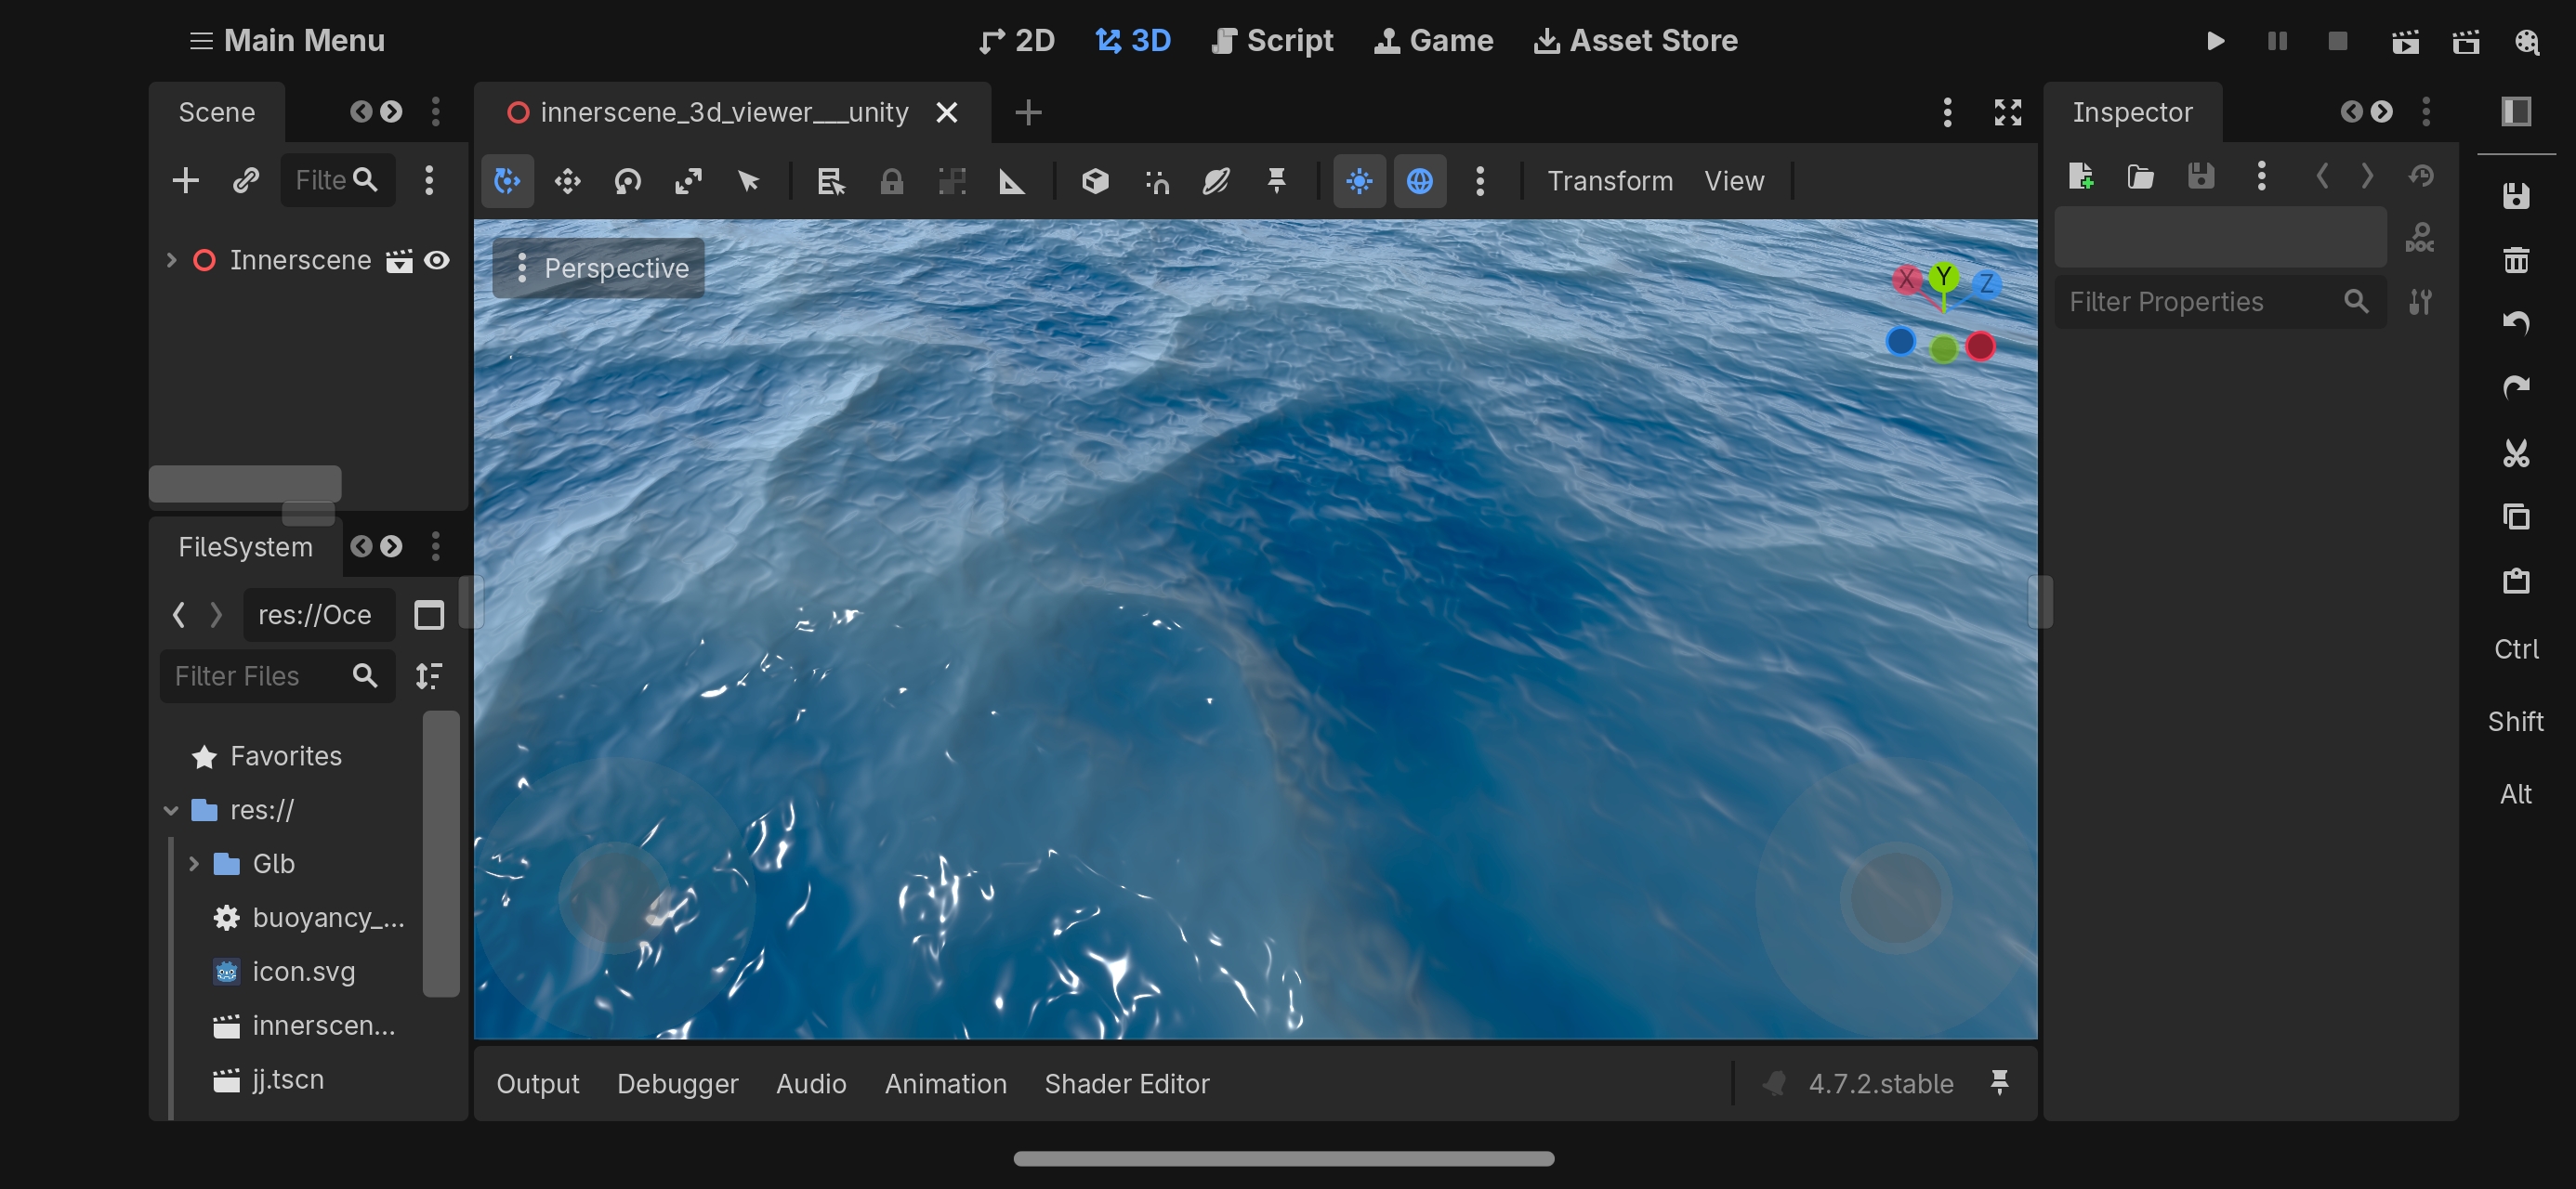 Main Menu
2D
3D
Script
Game
Asset Store
Scene
innerscene_3d_viewer___unity
Inspector
Filte
Transform
View
Innerscene
Perspective
X
Y
Z
DOC
Filter Properties
FileSystem
res://Oce
Filter Files
Favorites
res://
Glb
buoyancy_...
icon.svg
innerscen...
jj.tscn
Output
Debugger
Audio
Animation
Shader Editor
4.7.2.stable
Ctrl
Shift
Alt